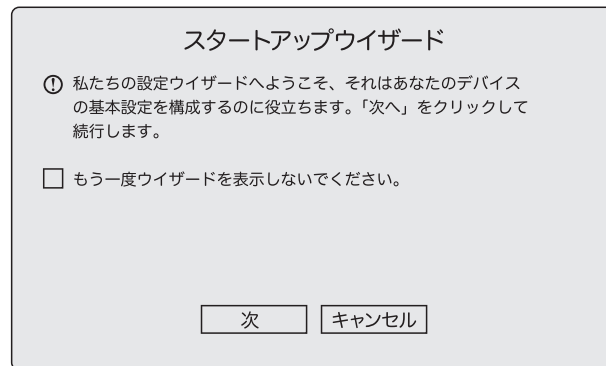 スタートアップウイザード
私たちの設定ウイザードへようこそ、それはあなたのデバイス
の基本設定を構成するのに役立ちます。「次へ」をクリックして
続行します。
もう一度ウイザードを表示しないでください。
次
キャンセル